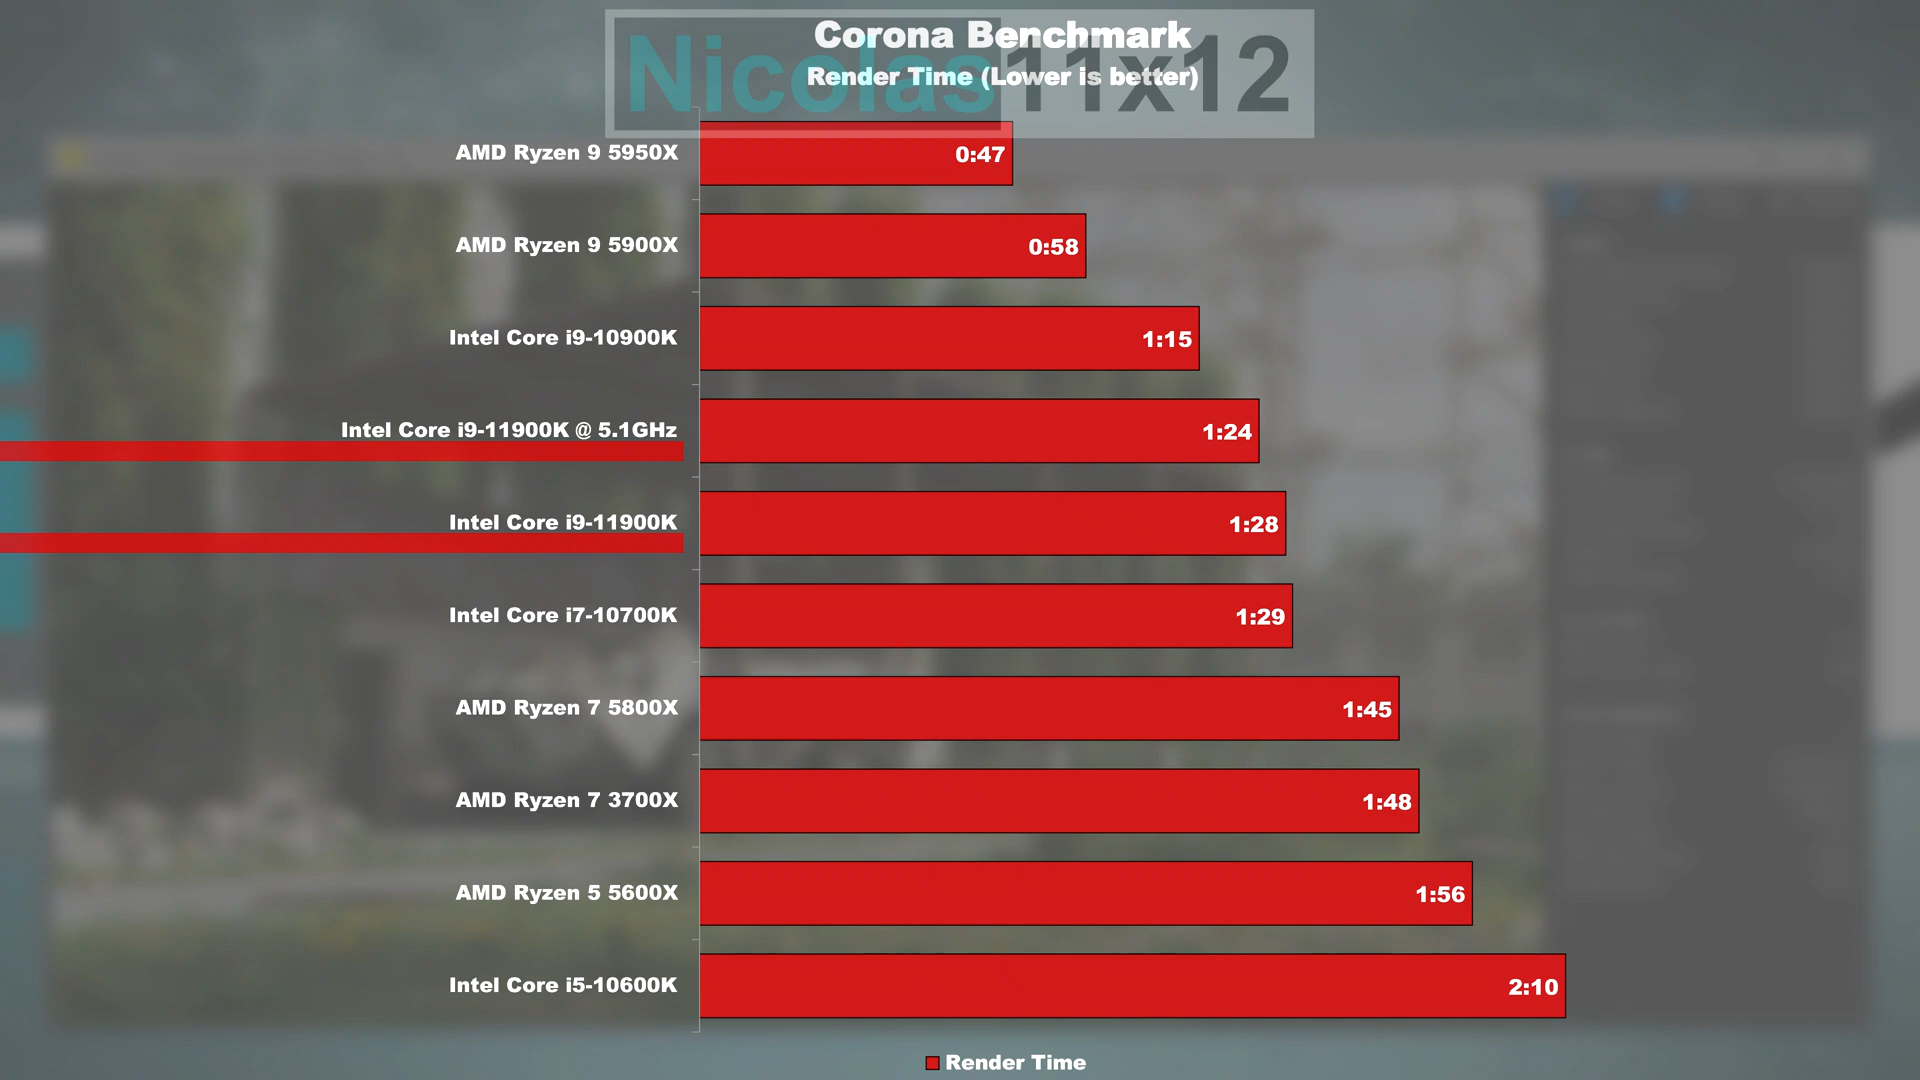 Corona Benchmark
Nicolas11x12
Render Time (Lower is better)
AMD Ryzen 9 5950X 0:47
AMD Ryzen 9 5900X 0:58
Intel Core i9-10900K 1:15
Intel Core i9-11900K @ 5.1GHz 1:24
Intel Core i9-11900K 1:28
Intel Core i7-10700K 1:29
AMD Ryzen 7 5800X 1:45
AMD Ryzen 7 3700X 1:48
AMD Ryzen 5 5600X 1:56
Intel Core i5-10600K 2:10
Render Time